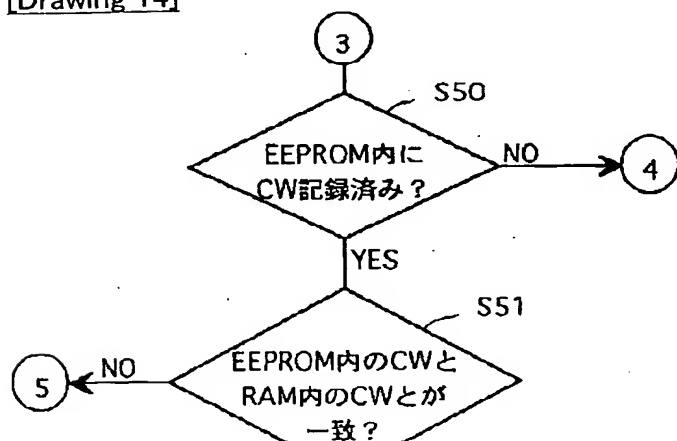 [Drawing 14]
3
S50
EEPROM内に
CW記録済み？
NO
4
YES
S51
EEPROM内のCWと
RAM内のCWとが
一致？
NO
5